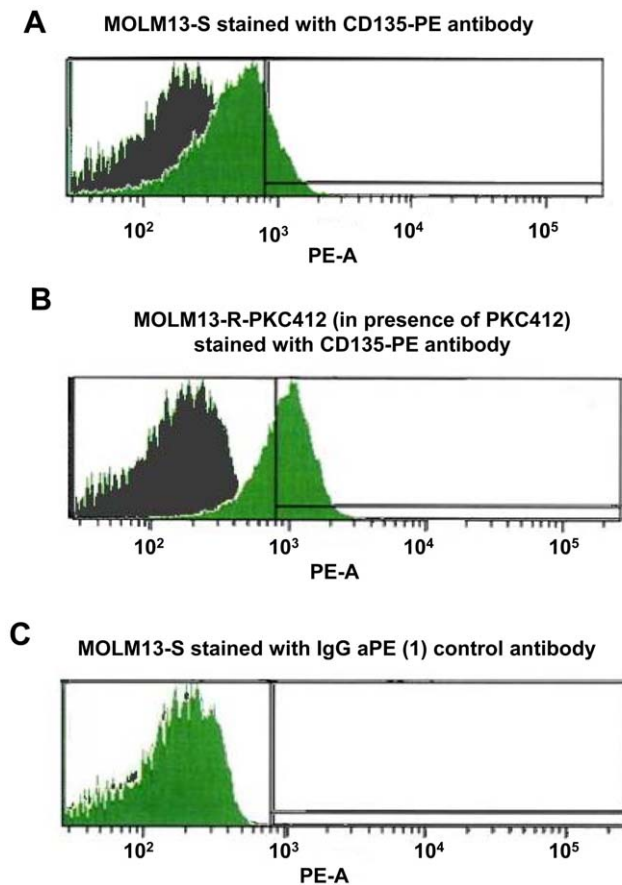 A
MOLM13-S stained with CD135-PE antibody
10² 10³ 10⁴ 10⁵
PE-A
B
MOLM13-R-PKC412 (in presence of PKC412)
stained with CD135-PE antibody
10² 10³ 10⁴ 10⁵
PE-A
C
MOLM13-S stained with IgG aPE (1) control antibody
10² 10³ 10⁴ 10⁵
PE-A